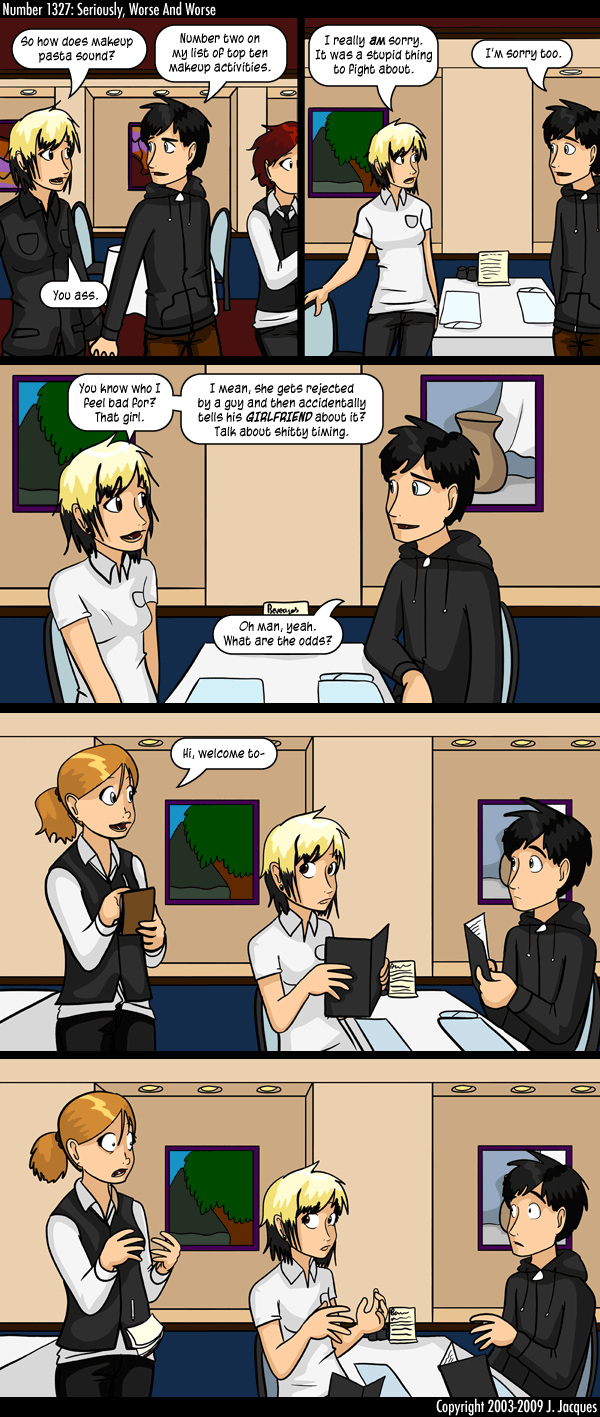 Number 1327: Seriously, Worse And Worse
So how does makeup
pasta sound?
Number two on
my list of top ten
makeup activities.
You ass.
I really AM sorry.
It was a stupid thing
to fight about.
I'm sorry too.
You know who I
feel bad for?
That girl.
I mean, she gets rejected
by a guy and then accidentally
tells his GIRLFRIEND about it?
Talk about shitty timing.
Beverages
Oh man, yeah.
What are the odds?
Hi, welcome to-
Copyright 2003-2009 J. Jacques